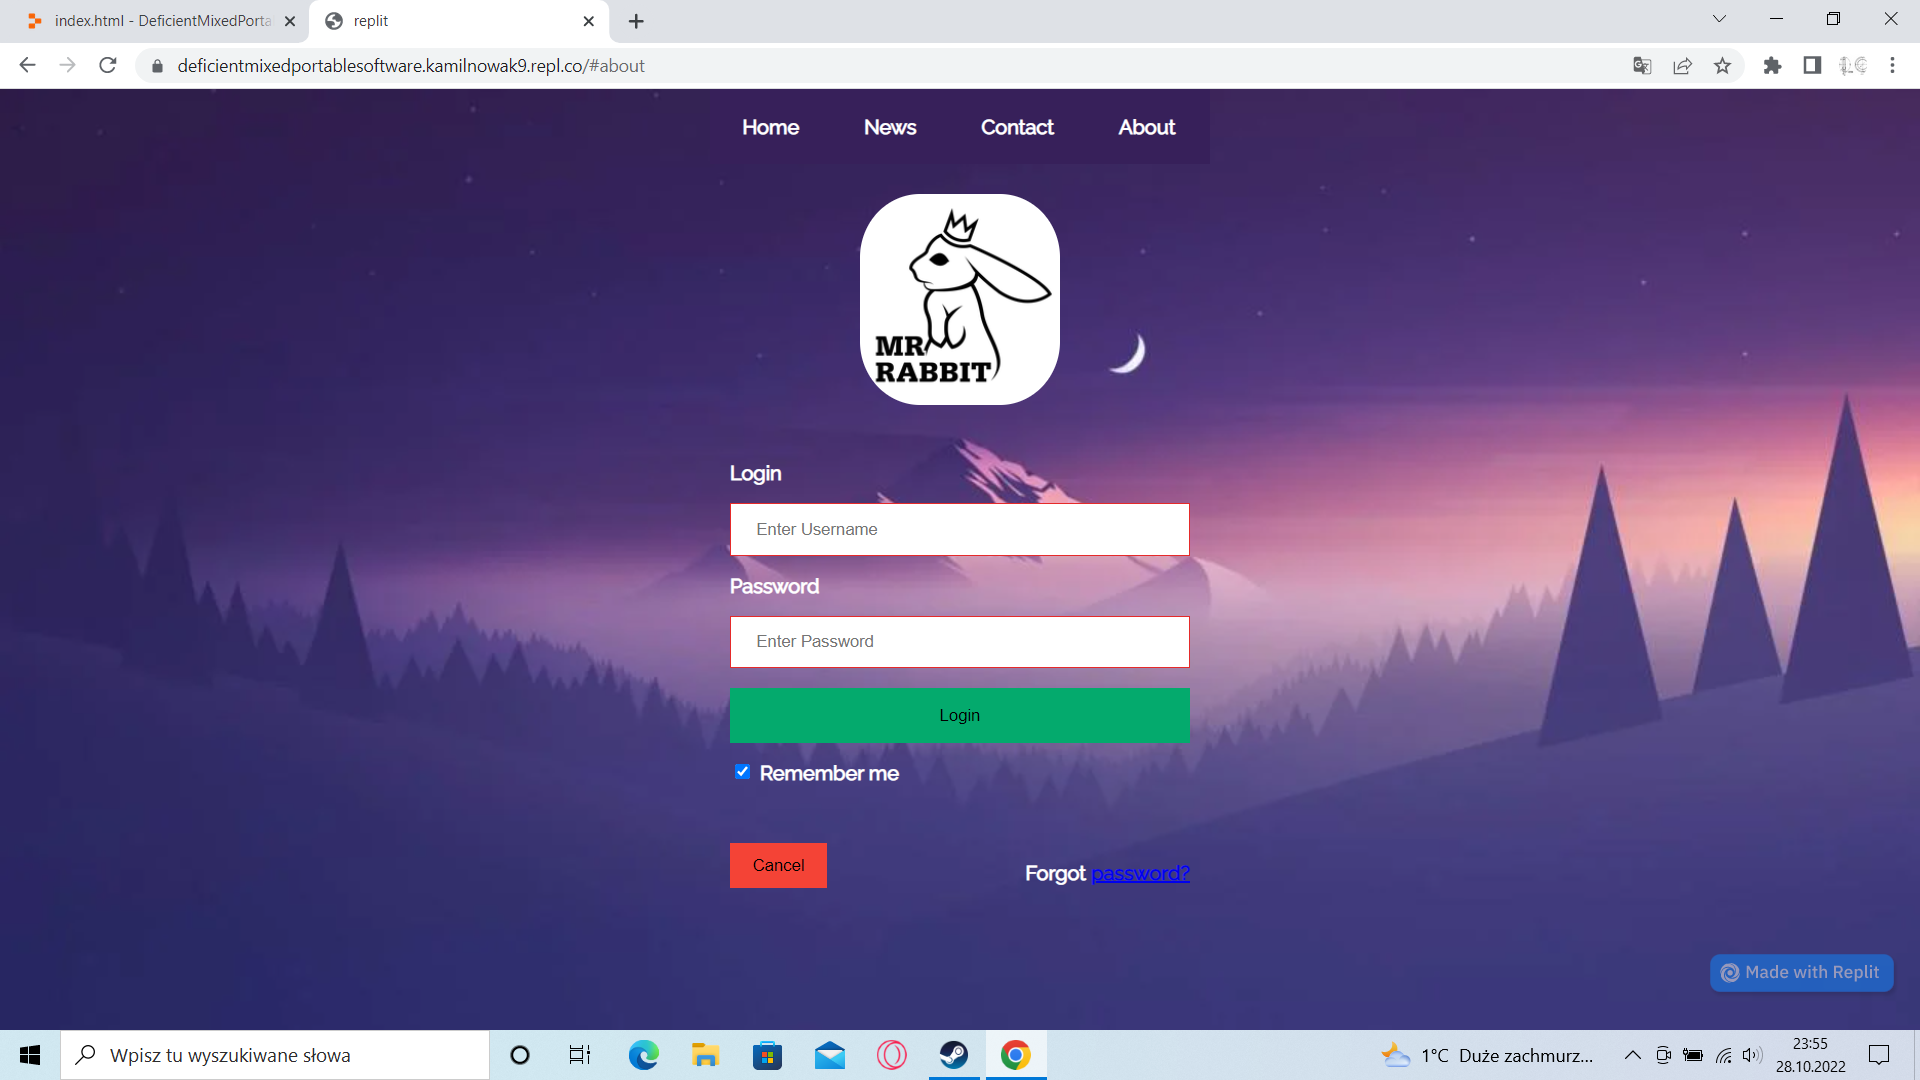 index.html - DeficientMixedPorta
replit
deficientmixedportablesoftware.kamilnowak9.repl.co/#about
Home News Contact About
MR
RABBIT
Login
Enter Username
Password
Enter Password
Login
Remember me
Cancel
Forgot password?
Made with Replit
Wpisz tu wyszukiwane słowa
1°C Duże zachmurz...
23:55
28.10.2022